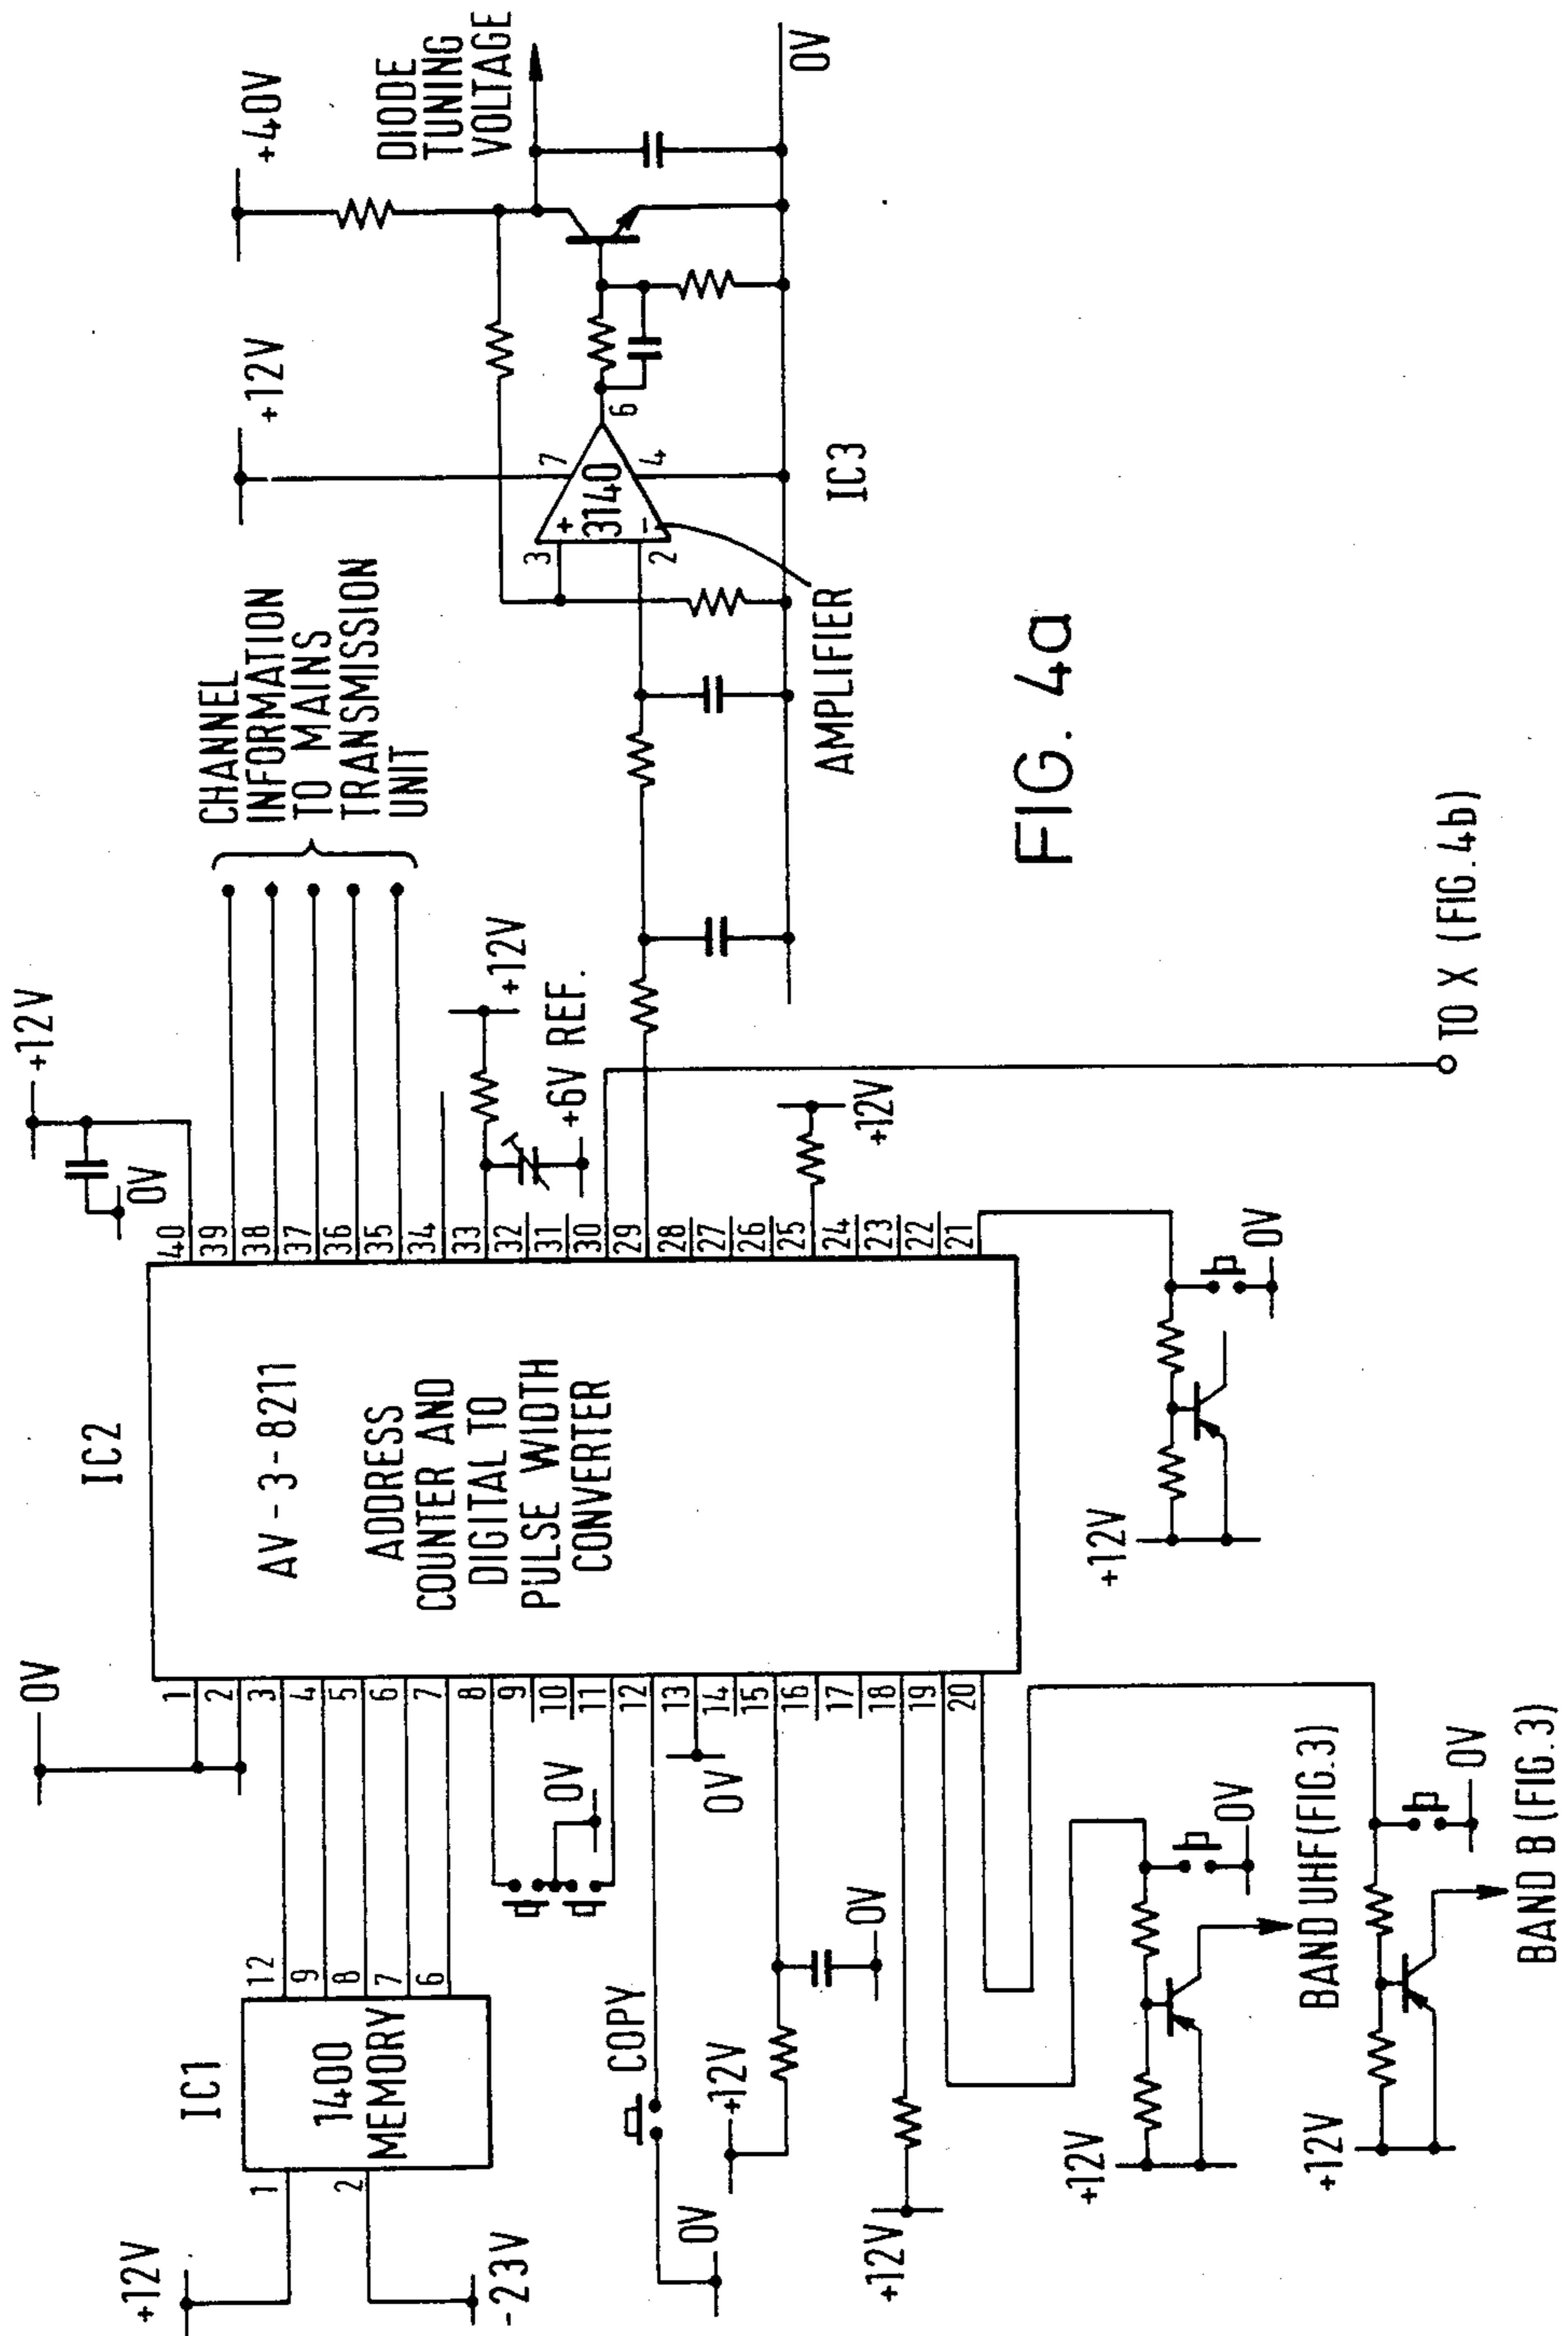 IC1
1400
MEMORY
1
2
+12V
-23V
12
9
8
7
6
0V
IC2
AV-3-8211
ADDRESS
COUNTER AND
DIGITAL TO
PULSE WIDTH
CONVERTER
1
2
3
4
5
6
7
8
9
10
11
12
13
14
15
16
17
18
19
20
40
39
38
37
36
35
34
33
32
31
30
29
28
27
26
25
24
23
22
21
+12V
0V
CHANNEL
INFORMATION
TO MAINS
TRANSMISSION
UNIT
+12V
+6V REF.
+12V
0V
COPY
0V
0V
+12V
0V
+12V
+12V
0V
BAND UHF(FIG.3)
+12V
0V
BAND B (FIG.3)
+12V
0V
TO X (FIG.4b)
+12V
+40V
DIODE
TUNING
VOLTAGE
3
+
3140
-
2
7
4
6
IC3
AMPLIFIER
0V
FIG. 4a